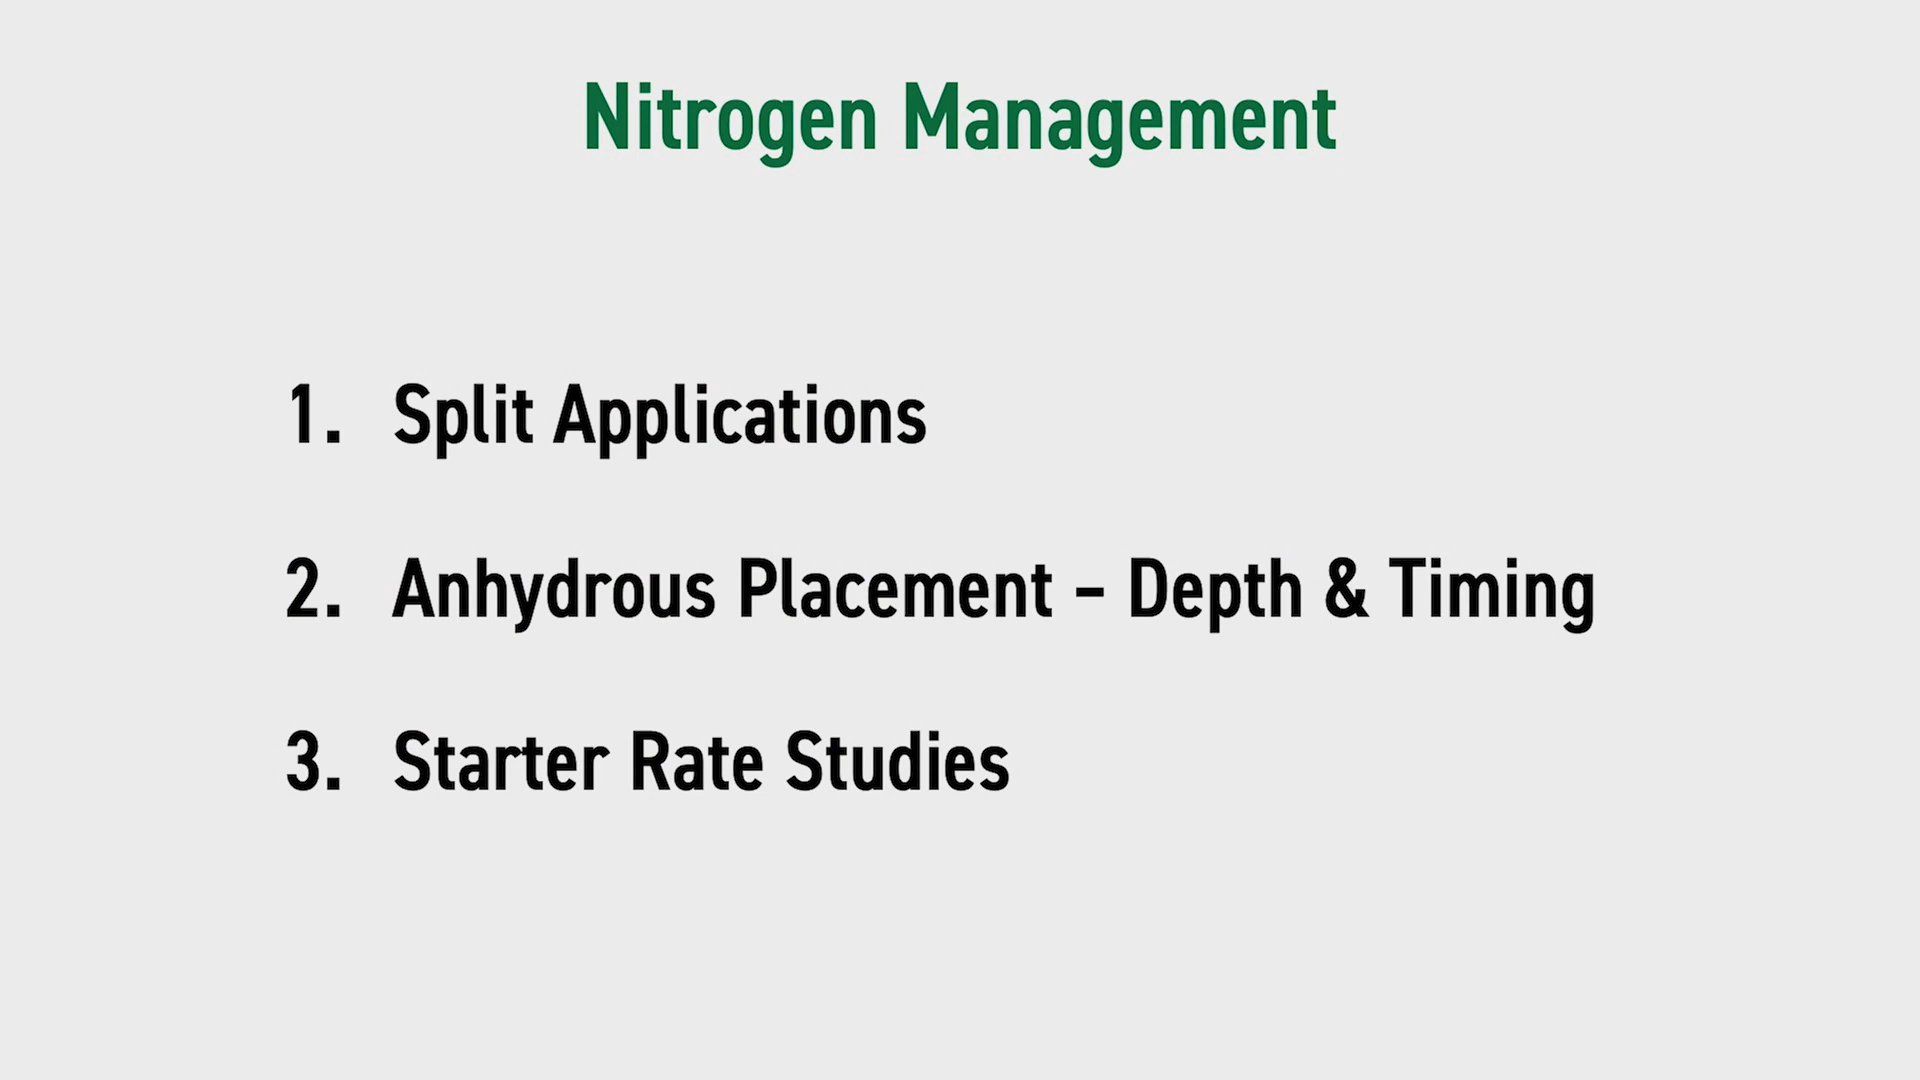 Nitrogen Management
1. Split Applications
2. Anhydrous Placement – Depth & Timing
3. Starter Rate Studies